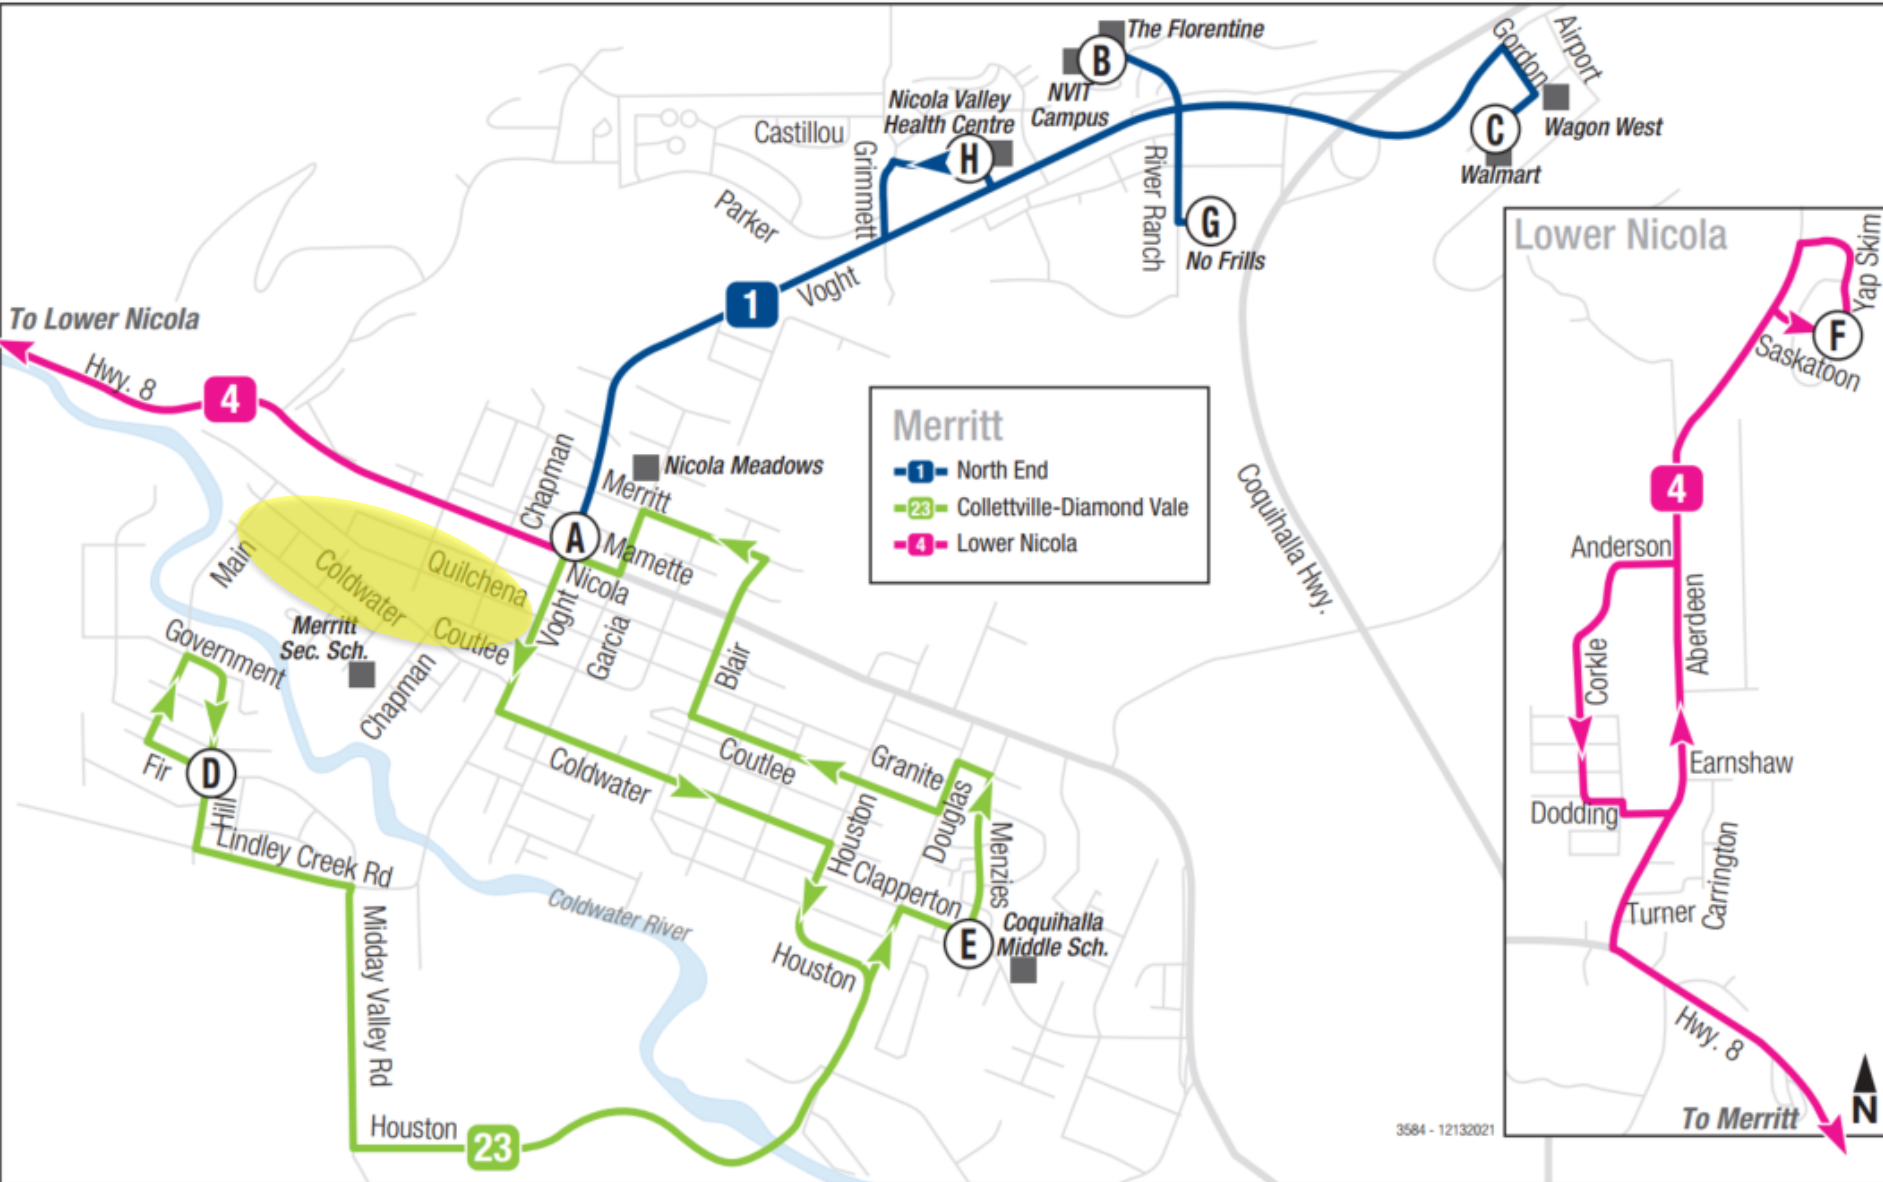 The Florentine
B
NVIT
Campus
Nicola Valley
Health Centre
H
Castillou
Grimmett
Parker
Gordon
Airport
Wagon West
C
Walmart
River Ranch
G
No Frills
1
Voght
To Lower Nicola
Hwy. 8
4
Chapman
Nicola Meadows
Merritt
A
Mamette
Nicola
Voght
Garcia
Blair
Main
Coldwater
Quilchena
Coutlee
Merritt
Sec. Sch.
Government
Chapman
Fir
D
Hill
Lindley Creek Rd
Midday Valley Rd
Houston
23
Coldwater River
Coldwater
Coutlee
Granite
Houston
Douglas
Menzies
Clapperton
E
Coquihalla
Middle Sch.
Houston
Coquihalla Hwy.
Merritt
1 North End
23 Collettville-Diamond Vale
4 Lower Nicola
3584 - 12132021
Lower Nicola
Yap Skim
F
Saskatoon
4
Anderson
Aberdeen
Corkle
Earnshaw
Dodding
Carrington
Turner
Hwy. 8
To Merritt
N